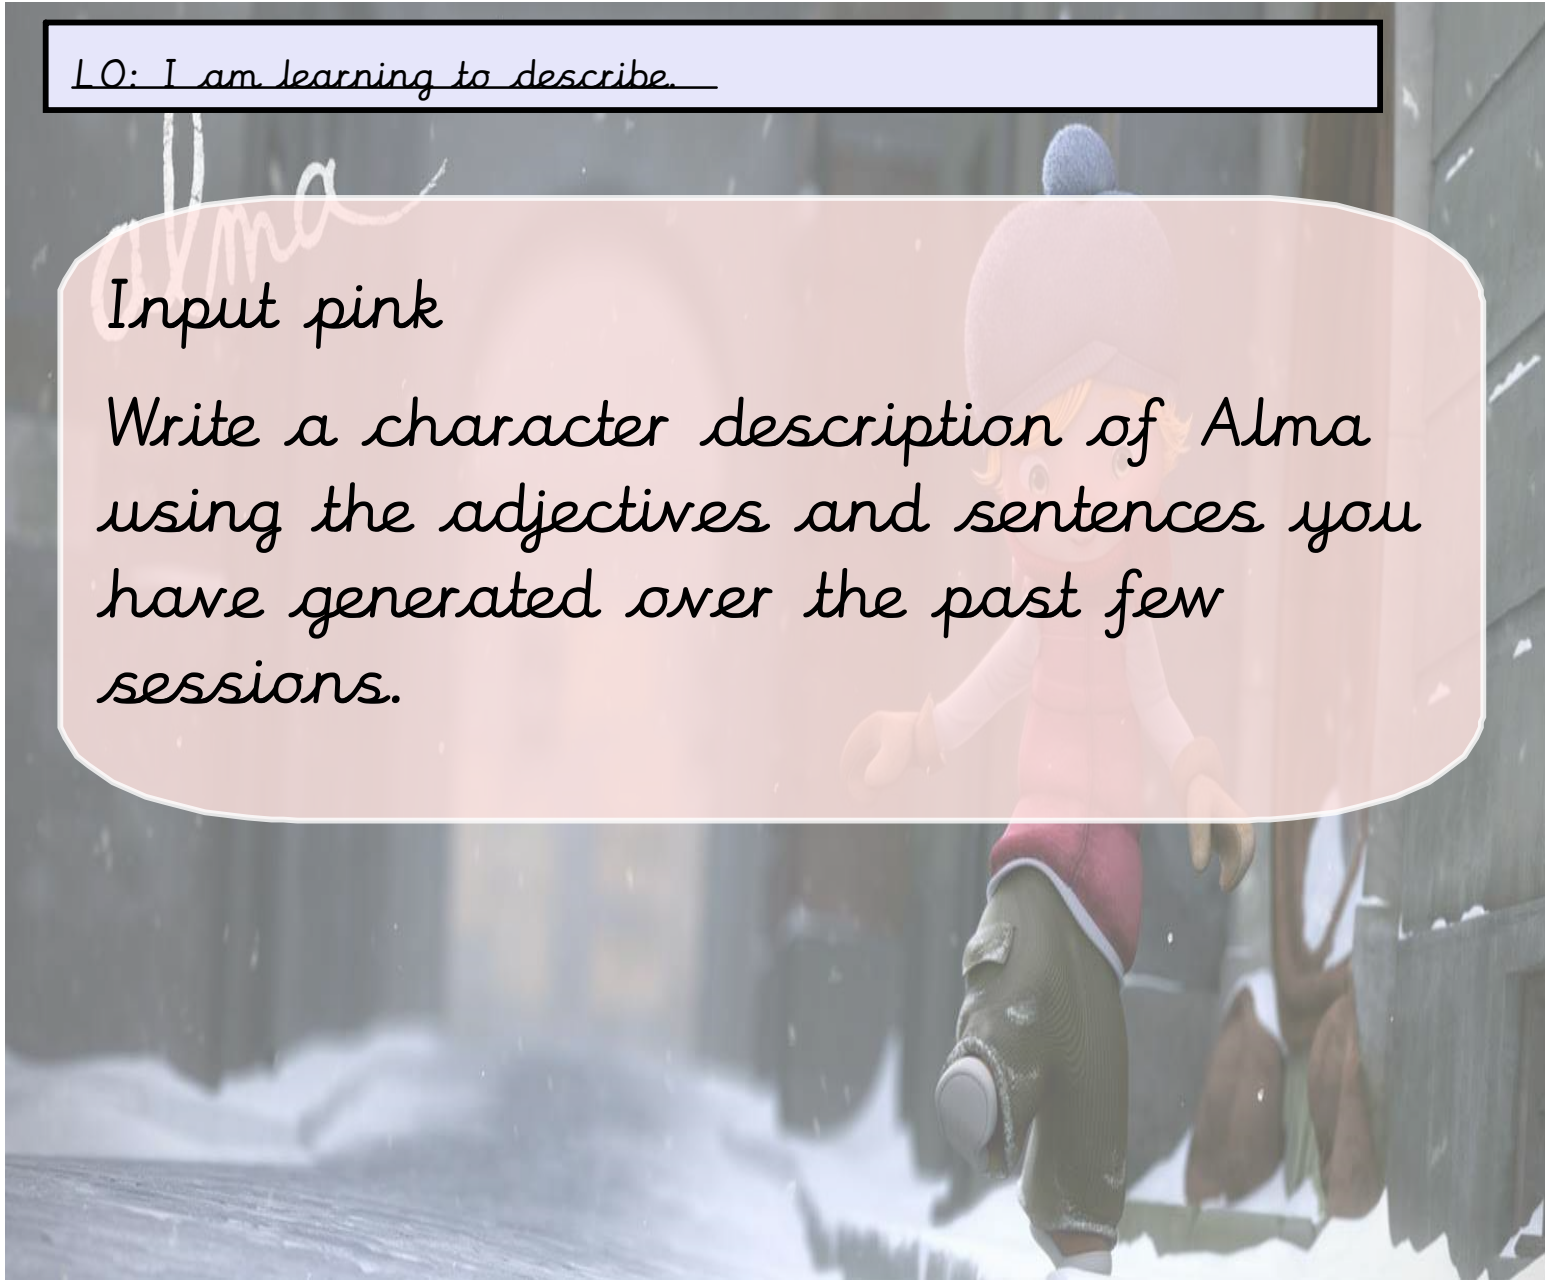 LO: I am learning to describe.
alma
Input pink
Write a character description of Alma
using the adjectives and sentences you
have generated over the past few
sessions.